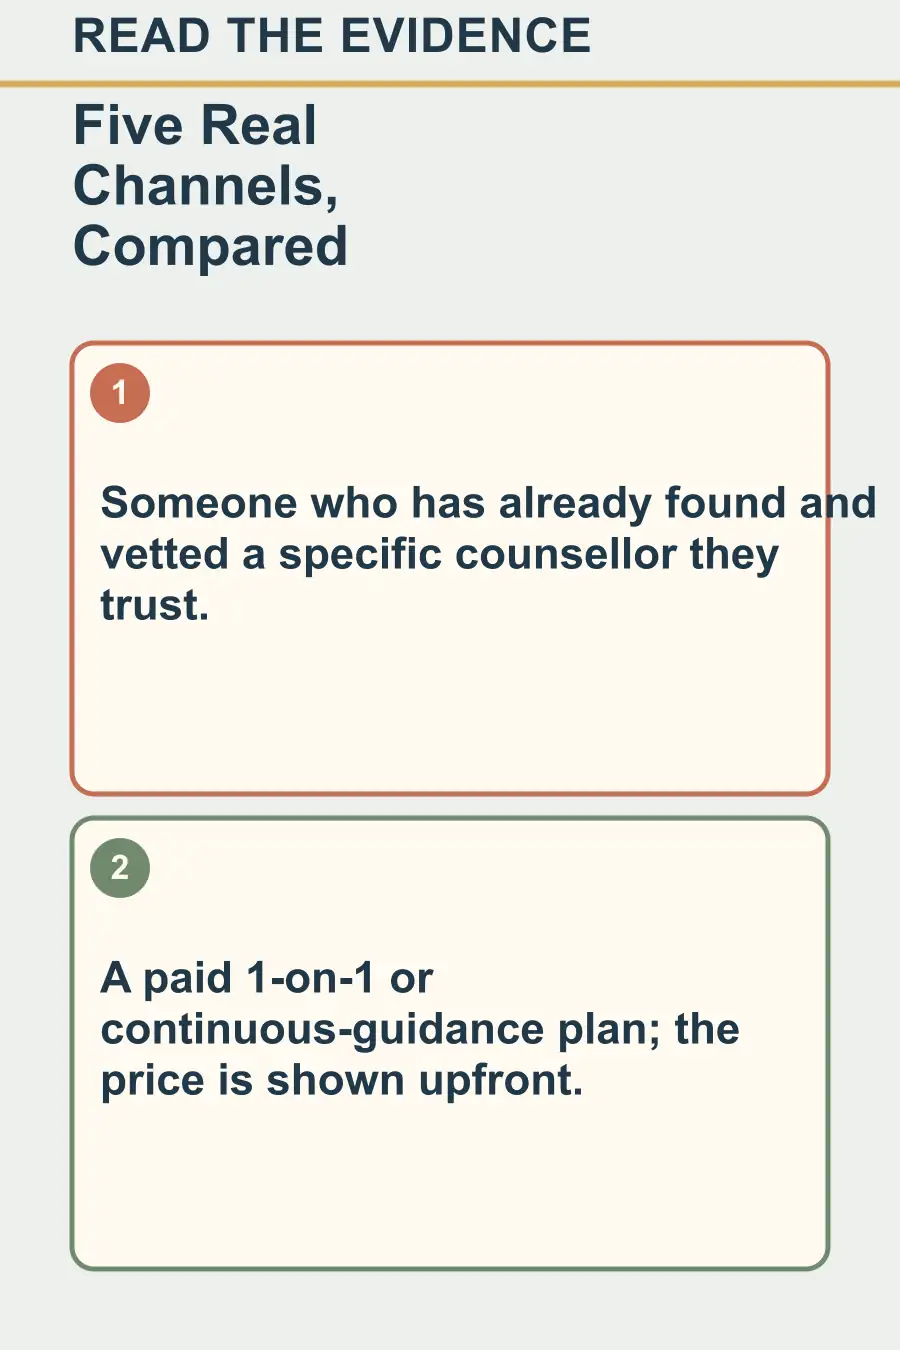 READ THE EVIDENCE
Five Real
Channels,
Compared
1
Someone who has already found and
vetted a specific counsellor they
trust.
2
A paid 1-on-1 or
continuous-guidance plan; the
price is shown upfront.